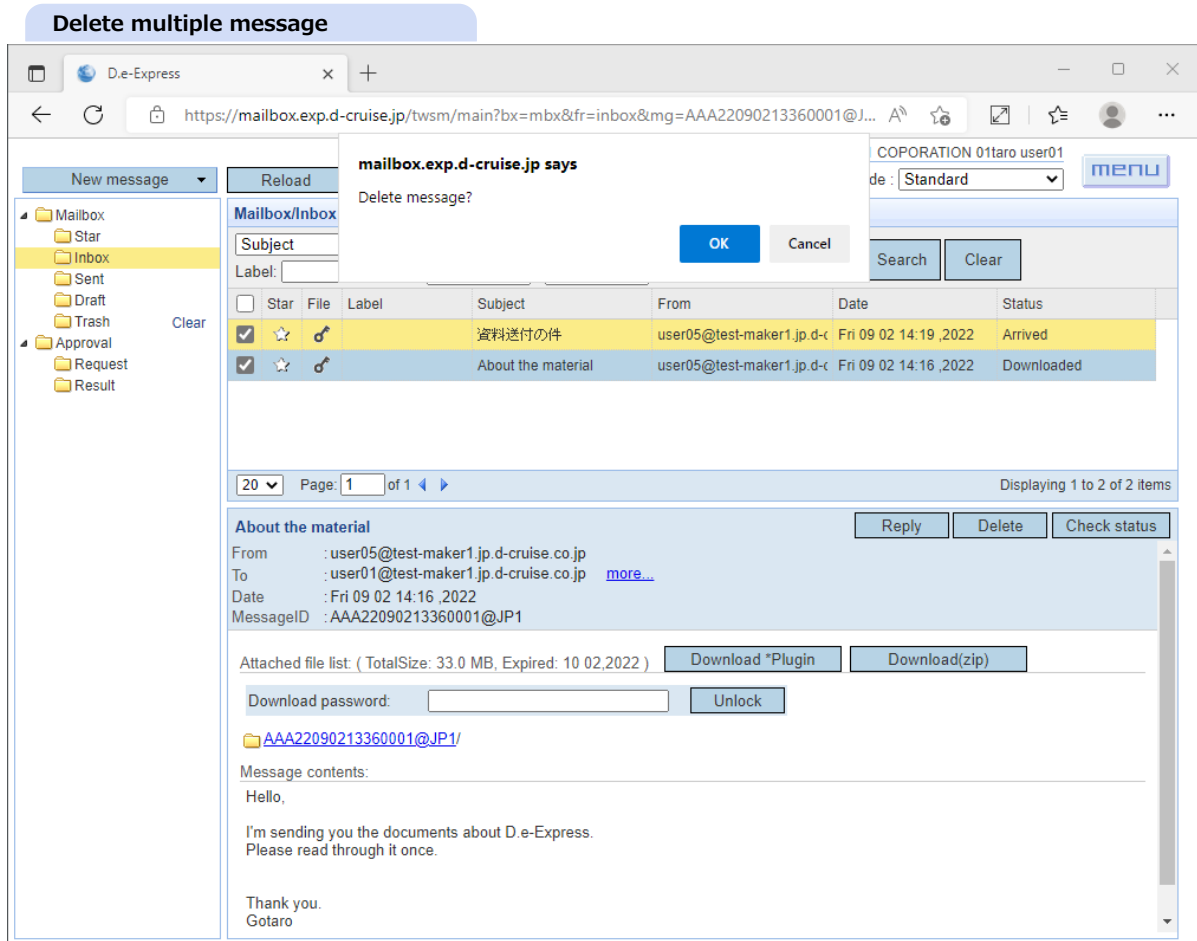 Delete multiple message
D.e-Express
https://mailbox.exp.d-cruise.jp/twsm/main?bx=mbx&fr=inbox&mg=AAA22090213360001@J...
mailbox.exp.d-cruise.jp says
Delete message?
OK Cancel
COPORATION 01taro user01
New message Reload de : Standard menu
Mailbox
Star
Inbox
Sent
Draft
Trash Clear
Approval
Request
Result
Mailbox/Inbox
Subject Search Clear
Label:
Star File Label Subject From Date Status
資料送付の件 user05@test-maker1.jp.d-c Fri 09 02 14:19 ,2022 Arrived
About the material user05@test-maker1.jp.d-c Fri 09 02 14:16 ,2022 Downloaded
20 Page: 1 of 1 Displaying 1 to 2 of 2 items
About the material Reply Delete Check status
From : user05@test-maker1.jp.d-cruise.co.jp
To : user01@test-maker1.jp.d-cruise.co.jp more...
Date : Fri 09 02 14:16 ,2022
MessageID : AAA22090213360001@JP1
Attached file list: ( TotalSize: 33.0 MB, Expired: 10 02,2022 ) Download *Plugin Download(zip)
Download password: Unlock
AAA22090213360001@JP1/
Message contents:
Hello,
I'm sending you the documents about D.e-Express.
Please read through it once.
Thank you.
Gotaro